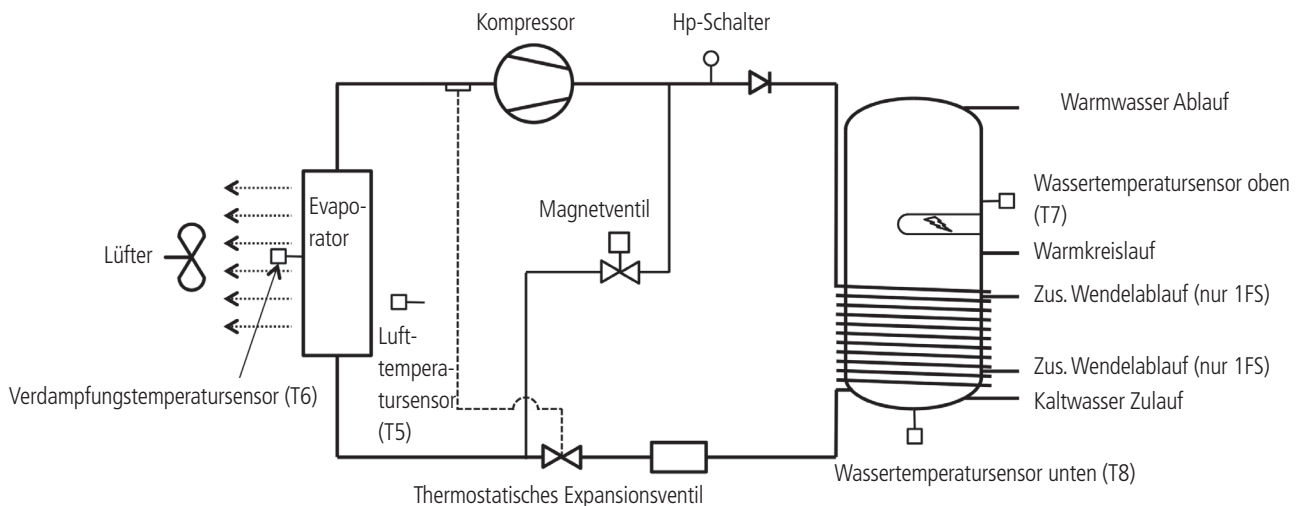 Kompressor
Hp-Schalter
Warmwasser Ablauf
Wassertemperatursensor oben
(T7)
Evapo-
rator
Magnetventil
Lüfter
Warmkreislauf
Zus. Wendelablauf (nur 1FS)
Luft-
tempera-
tursensor
(T5)
Zus. Wendelablauf (nur 1FS)
Verdampfungstemperatursensor (T6)
Kaltwasser Zulauf
Wassertemperatursensor unten (T8)
Thermostatisches Expansionsventil